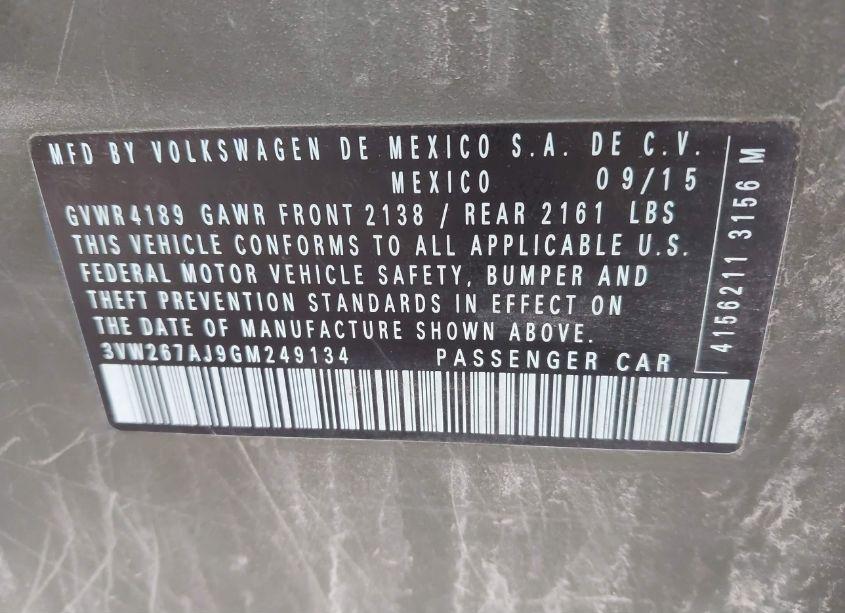 MFD BY VOLKSWAGEN DE MEXICO S.A. DE C.V.
MEXICO 09/15
GVWR4189 GAWR FRONT 2138 / REAR 2161 LBS
THIS VEHICLE CONFORMS TO ALL APPLICABLE U.S.
FEDERAL MOTOR VEHICLE SAFETY, BUMPER AND
THEFT PREVENTION STANDARDS IN EFFECT ON
THE DATE OF MANUFACTURE SHOWN ABOVE.
3VW267AJ9GM249134 PASSENGER CAR
4156211 3156 M